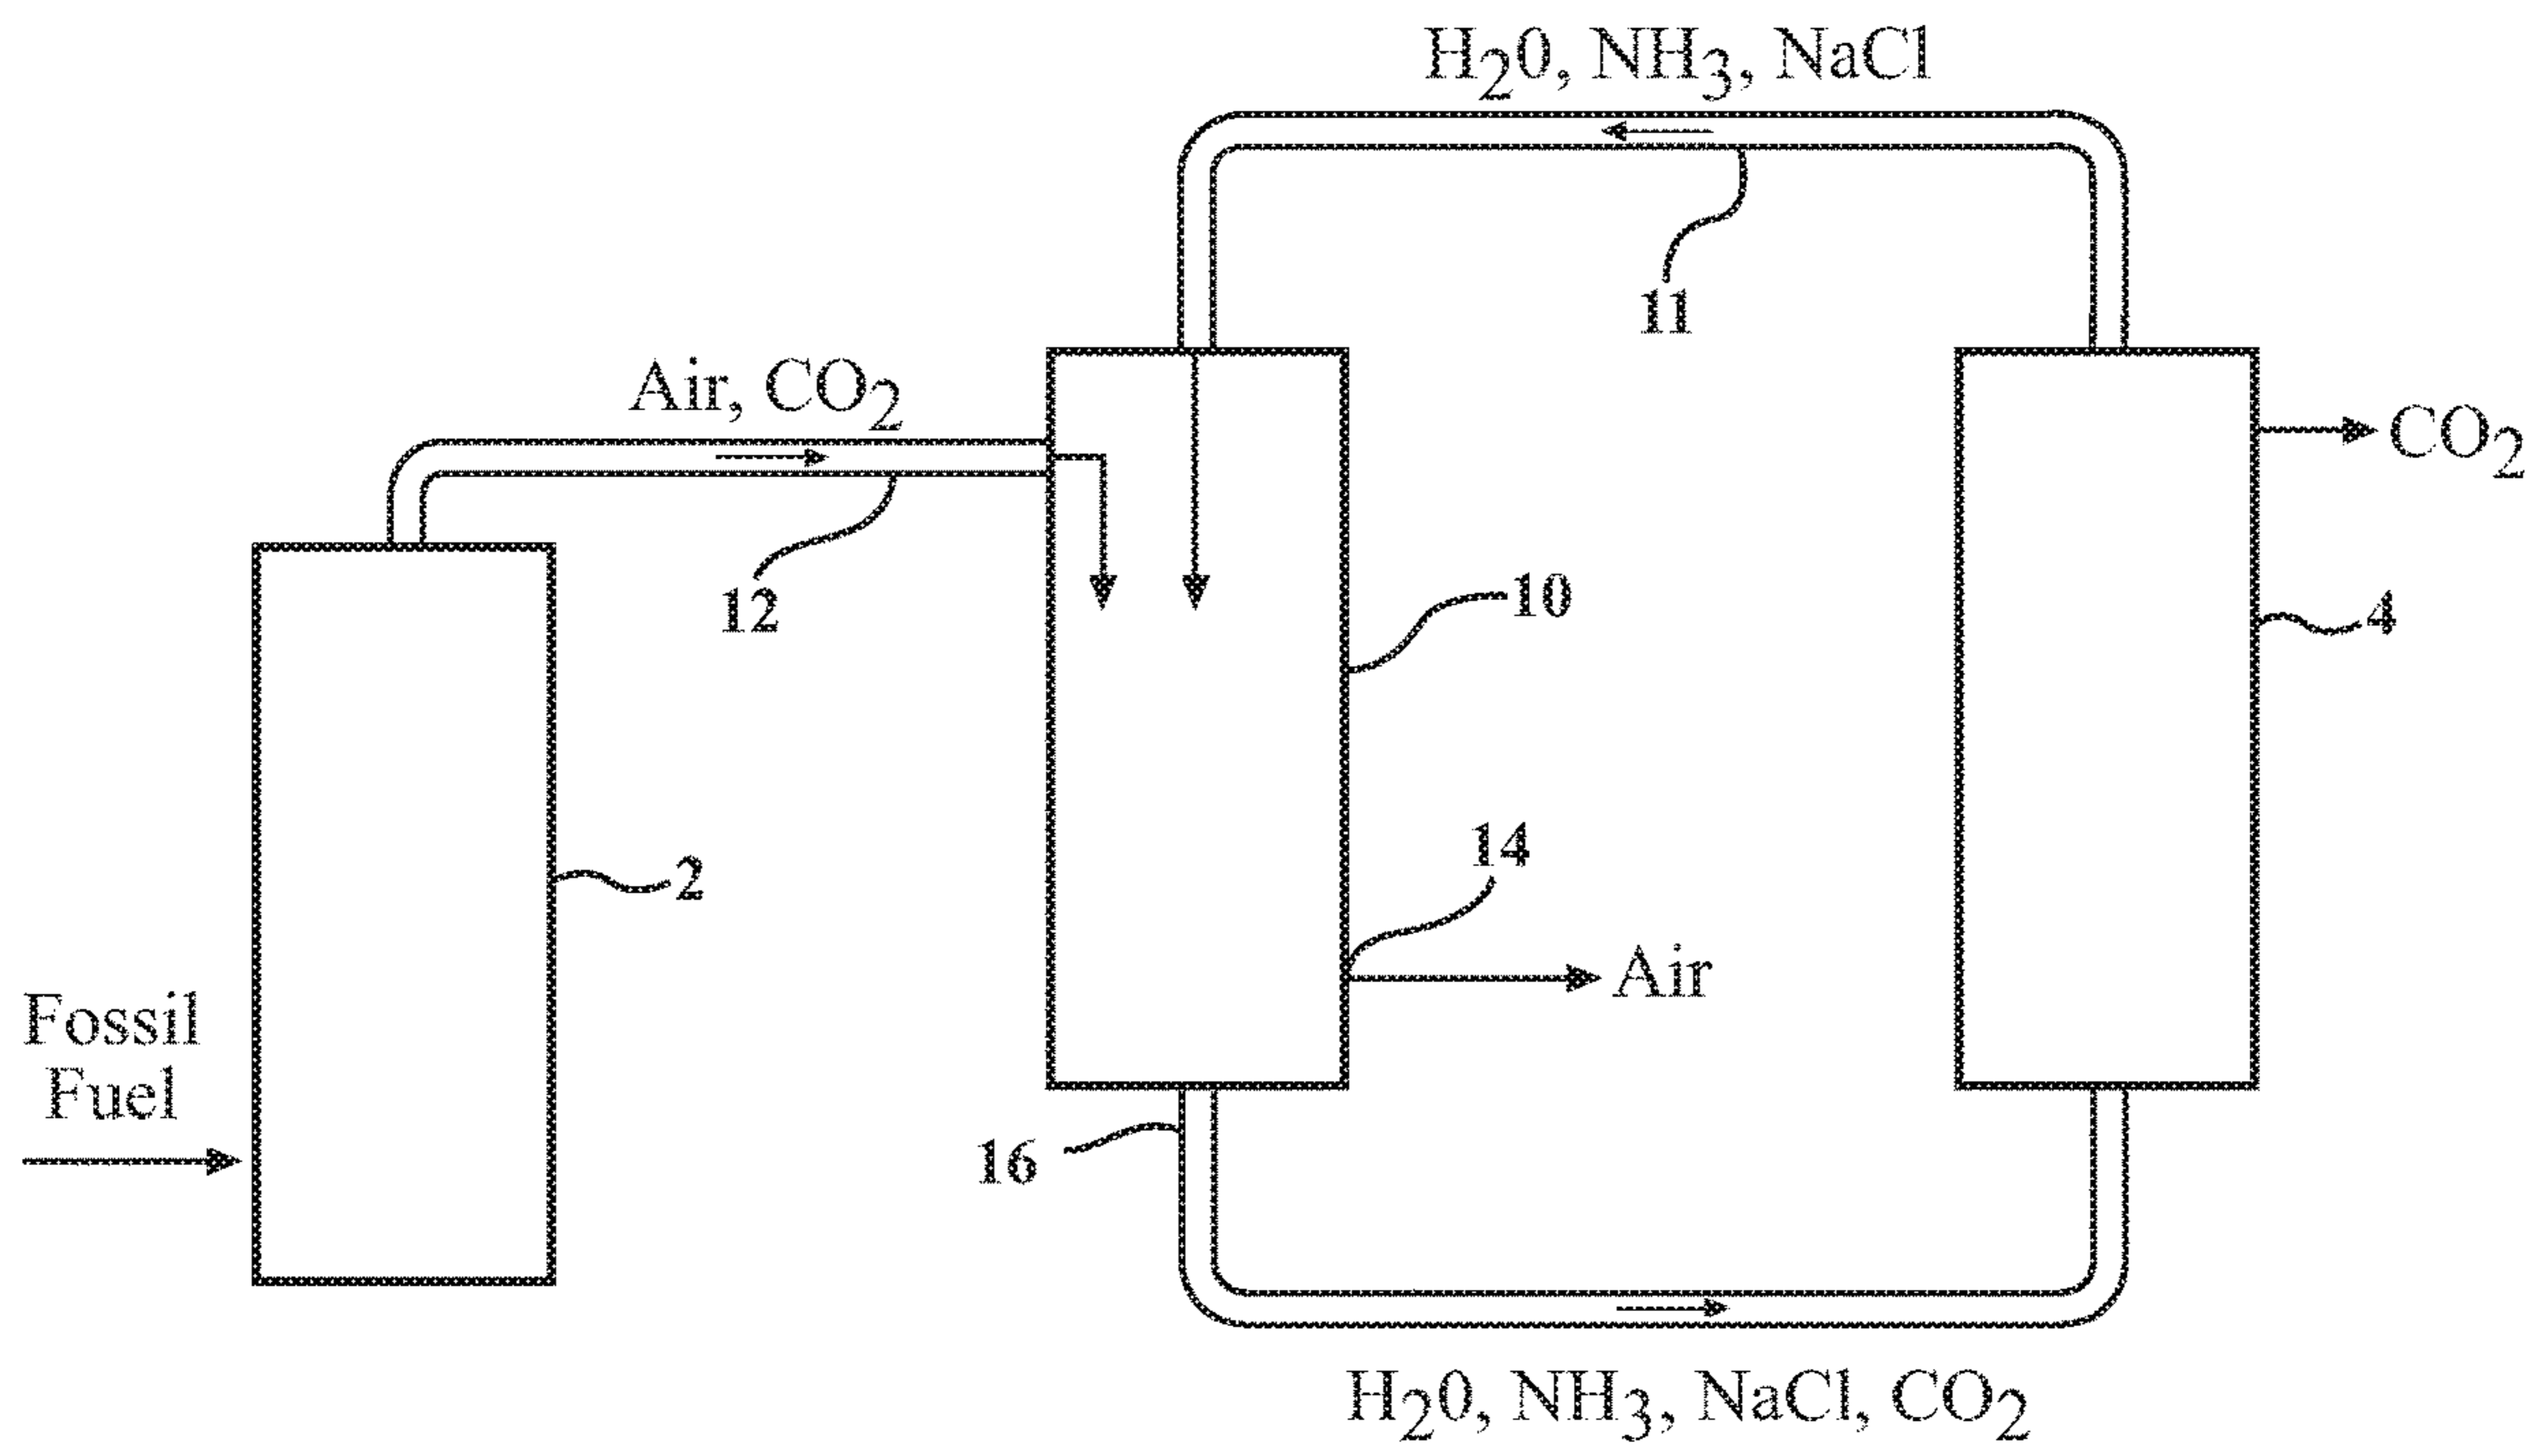 H20, NH3, NaCl
11
Air, CO2
CO2
12
10
4
14
2
Air
Fossil
Fuel
16
H20, NH3, NaCl, CO2